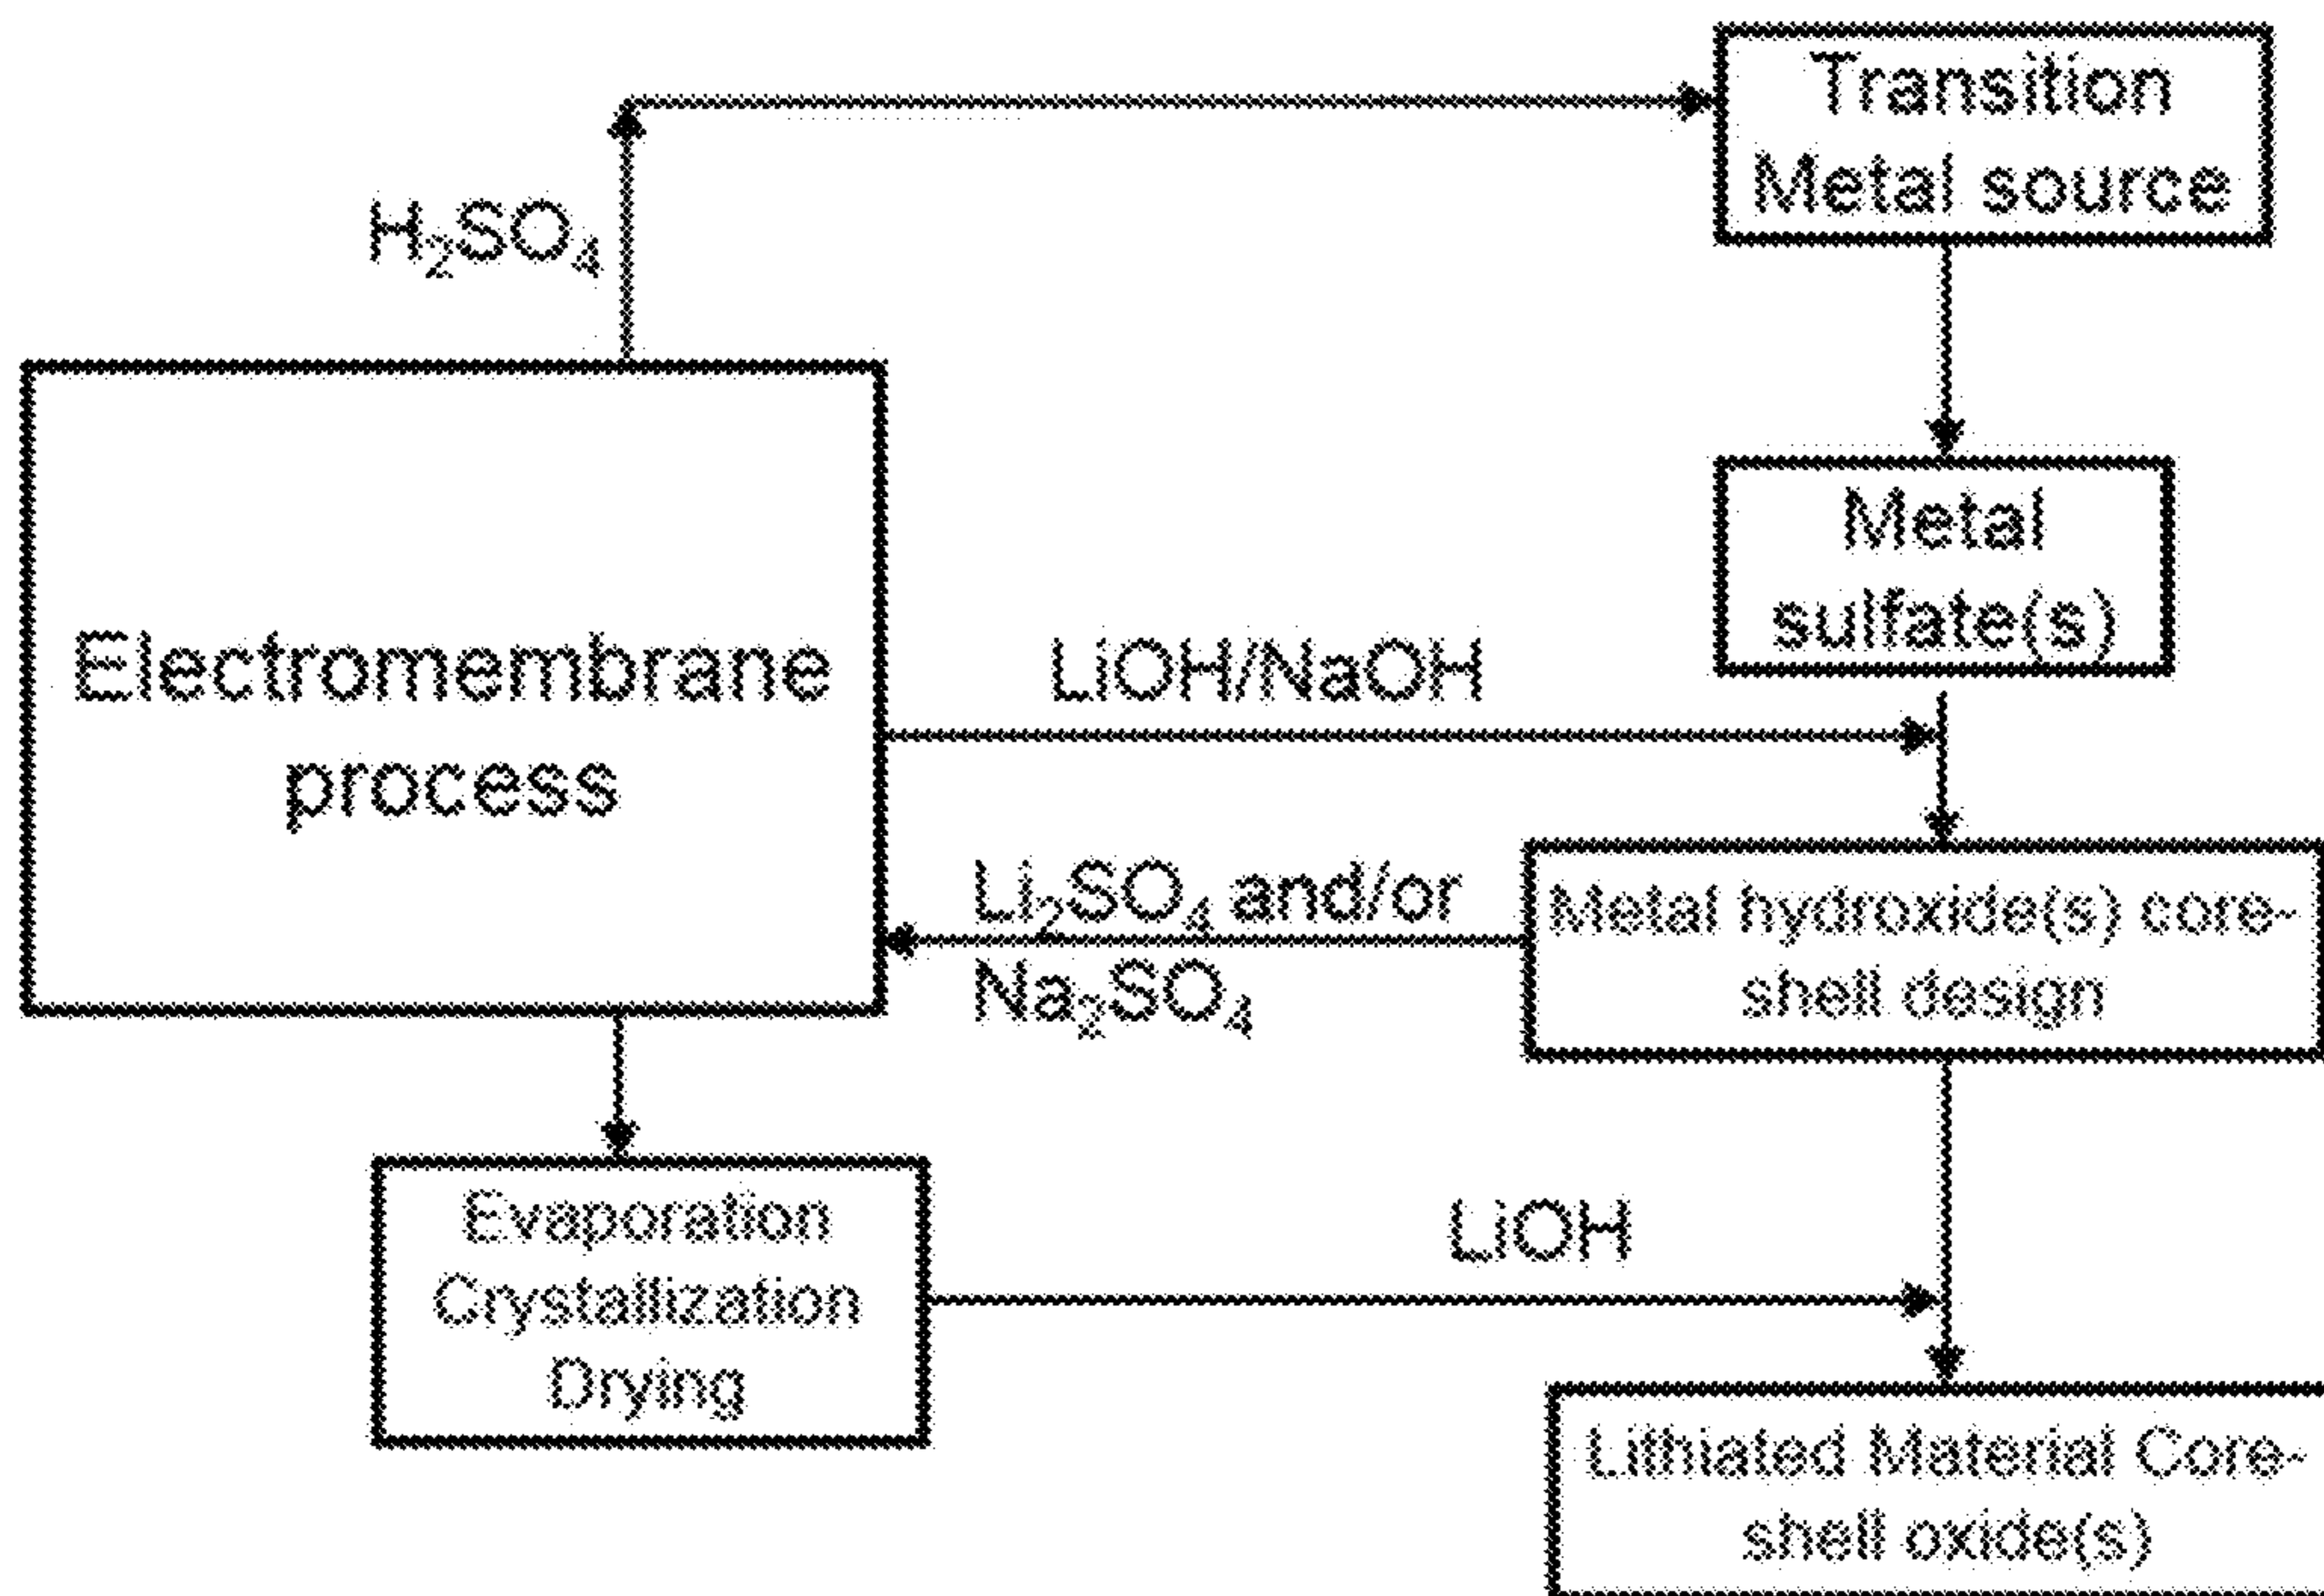 Transition
Metal source
H₂SO₄
Metal
sulfate(s)
Electromembrane
process
LiOH/NaOH
Li₂SO₄ and/or
Na₂SO₄
Metal hydroxide(s) core-
shell design
Evaporation
Crystallization
Drying
LiOH
Lithiated Material Core-
shell oxide(s)